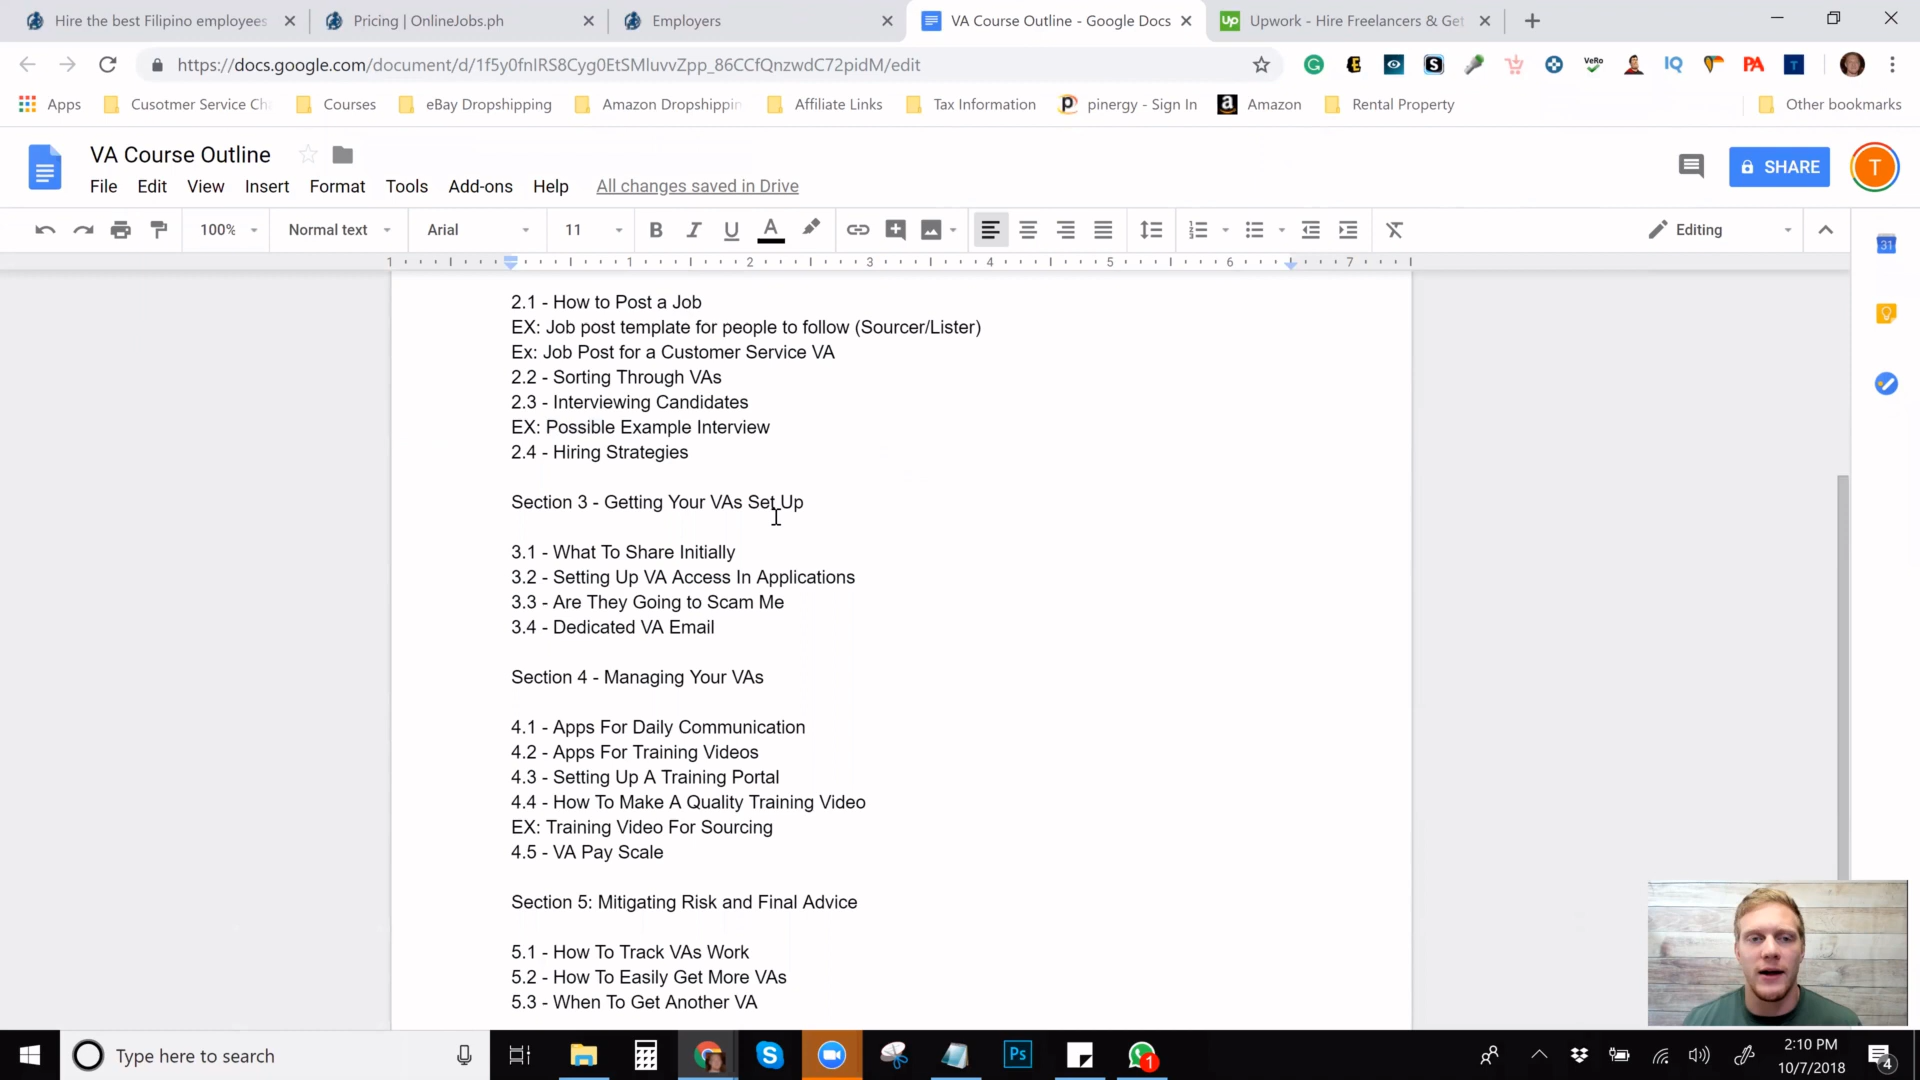 Hire the best Filipino employees
Pricing | OnlineJobs.ph
Employers
VA Course Outline - Google Docs
Upwork - Hire Freelancers & Get
https://docs.google.com/document/d/1f5y0fnIRS8Cyg0EtSMluvvZpp_86CCfQnzwdC72pidM/edit
Apps
Cusotmer Service Ch
Courses
eBay Dropshipping
Amazon Dropshippin
Affiliate Links
Tax Information
pinergy - Sign In
Amazon
Rental Property
Other bookmarks
VA Course Outline
SHARE
T
File Edit View Insert Format Tools Add-ons Help All changes saved in Drive
100% Normal text Arial 11 Editing
1 1 2 3 4 5 6 7
2.1 - How to Post a Job
EX: Job post template for people to follow (Sourcer/Lister)
Ex: Job Post for a Customer Service VA
2.2 - Sorting Through VAs
2.3 - Interviewing Candidates
EX: Possible Example Interview
2.4 - Hiring Strategies
Section 3 - Getting Your VAs Set Up
3.1 - What To Share Initially
3.2 - Setting Up VA Access In Applications
3.3 - Are They Going to Scam Me
3.4 - Dedicated VA Email
Section 4 - Managing Your VAs
4.1 - Apps For Daily Communication
4.2 - Apps For Training Videos
4.3 - Setting Up A Training Portal
4.4 - How To Make A Quality Training Video
EX: Training Video For Sourcing
4.5 - VA Pay Scale
Section 5: Mitigating Risk and Final Advice
5.1 - How To Track VAs Work
5.2 - How To Easily Get More VAs
5.3 - When To Get Another VA
Type here to search
2:10 PM
10/7/2018